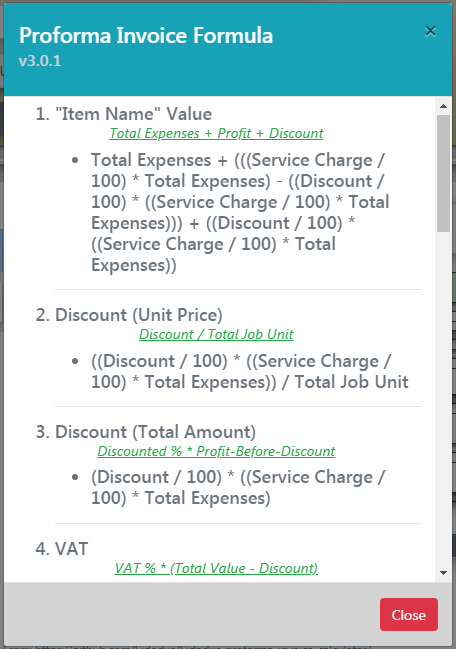 Proforma Invoice Formula
×
v3.0.1
1. "Item Name" Value
Total Expenses + Profit + Discount
• Total Expenses + (((Service Charge /
100) * Total Expenses) - ((Discount /
100) * ((Service Charge / 100) * Total
Expenses))) + ((Discount / 100) *
((Service Charge / 100) * Total
Expenses))
2. Discount (Unit Price)
Discount / Total Job Unit
• ((Discount / 100) * ((Service Charge /
100) * Total Expenses)) / Total Job Unit
3. Discount (Total Amount)
Discounted % * Profit-Before-Discount
• (Discount / 100) * ((Service Charge /
100) * Total Expenses)
4. VAT
VAT % * (Total Value - Discount)
Close